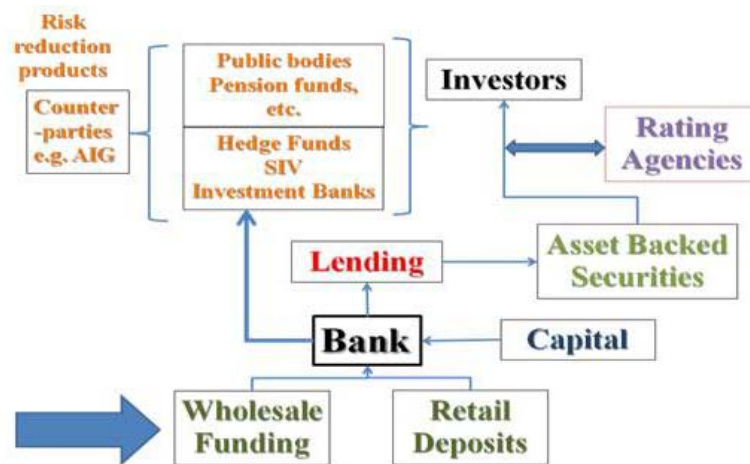 Risk
reduction
products
Counter
-parties
e.g. AIG
Public bodies
Pension funds,
etc.
Hedge Funds
SIV
Investment Banks
Investors
Rating
Agencies
Lending
Asset Backed
Securities
Bank
Capital
Wholesale
Funding
Retail
Deposits